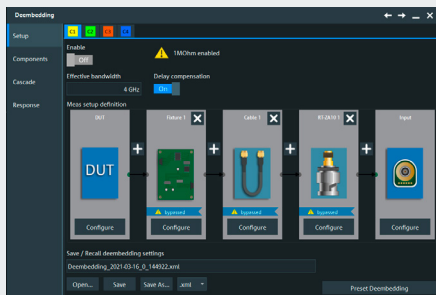 Deembedding
Setup
Components
Cascade
Response
C1 C2 C3 C4
Enable
Off
1MOhm enabled
Effective bandwidth
4 GHz
Delay compensation
On
Meas setup definition
DUT
Fixture 1
Cable 1
RT-ZA10 1
Input
DUT
bypassed
bypassed
bypassed
Configure
Configure
Configure
Configure
Configure
Save / Recall deembedding settings
Deembedding_2021-03-16_0_144922.xml
Open...
Save
Save As...
.xml
Preset Deembedding